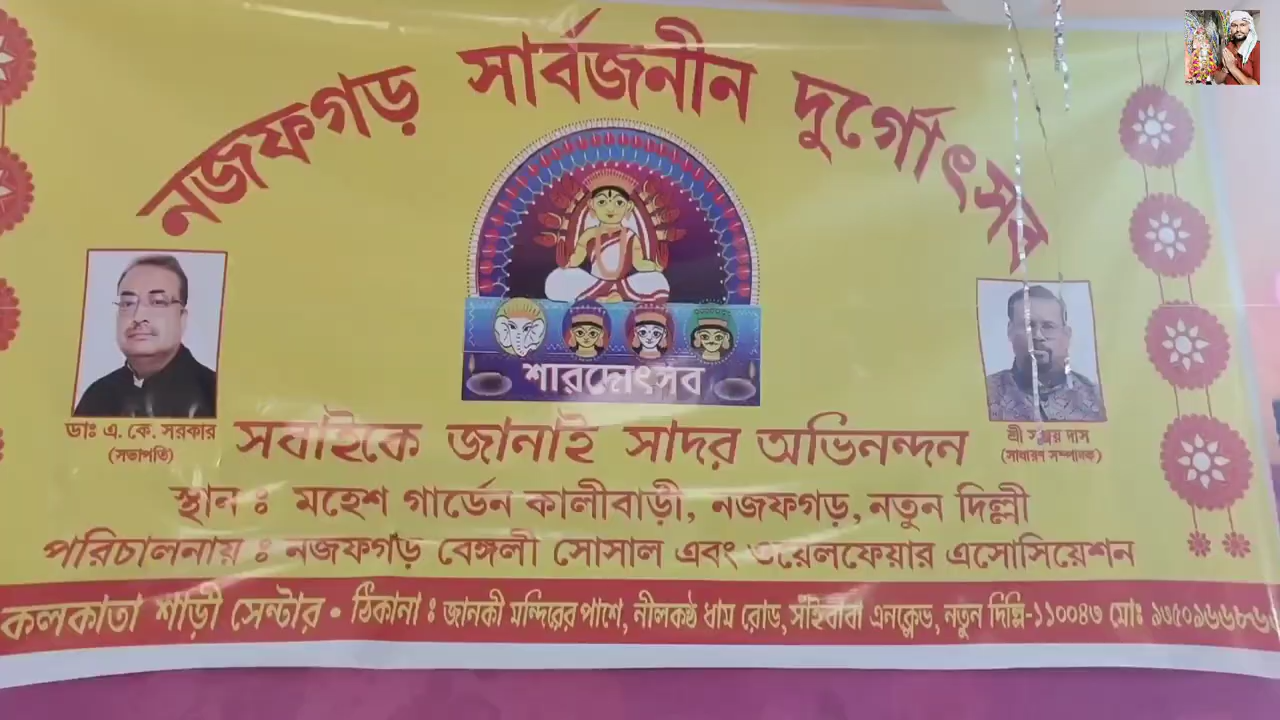 নজফগড় সার্বজনীন দুর্গোৎসব
শারদোৎসব
ডাঃ এ. কে. সরকার
(সভাপতি)
শ্রী দাস
(সাধারণ সম্পাদক)
সবাইকে জানাই সাদর অভিনন্দন
স্থান ঃ মহেশ গার্ডেন কালীবাড়ী, নজফগড়, নতুন দিল্লী
পরিচালনায় ঃ নজফগড় বেঙ্গলী সোসাল এবং ওয়েলফেয়ার এসোসিয়েশন
কলকাতা শাড়ী সেন্টার • ঠিকানা ঃ জানকী মন্দিরের পাশে, নীলকণ্ঠ ধাম রোড, সাঁইবাবা এনক্লেভ, নতুন দিল্লি-১১০০৪৩ মোঃ